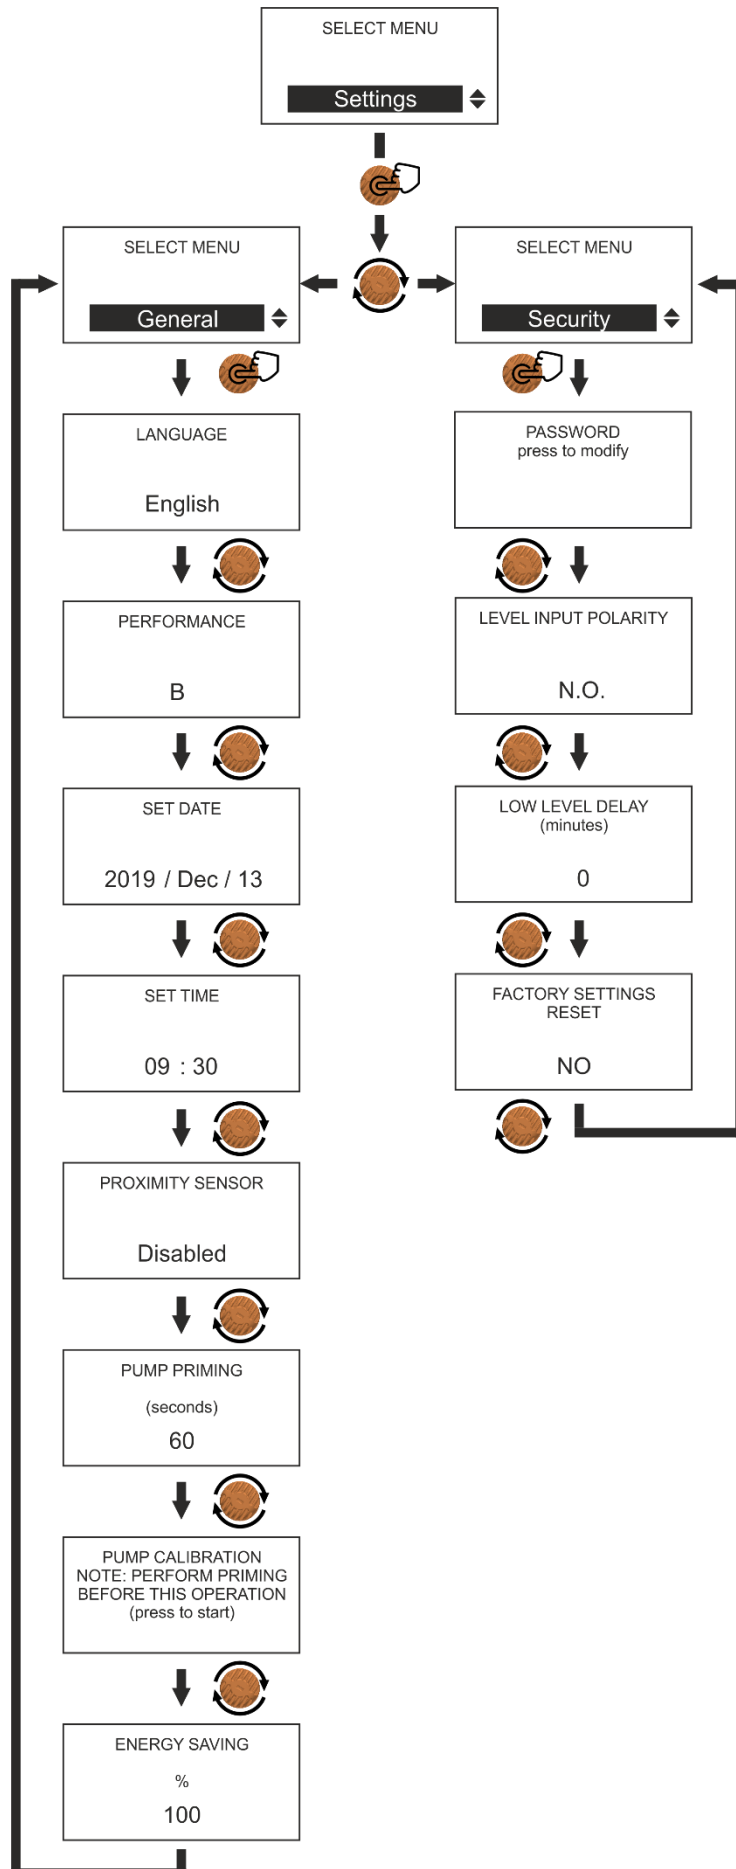 SELECT MENU
Settings
SELECT MENU
General
LANGUAGE
English
PERFORMANCE
B
SET DATE
2019 / Dec / 13
SET TIME
09 : 30
PROXIMITY SENSOR
Disabled
PUMP PRIMING
(seconds)
60
PUMP CALIBRATION
NOTE: PERFORM PRIMING
BEFORE THIS OPERATION
(press to start)
ENERGY SAVING
%
100
SELECT MENU
Security
PASSWORD
press to modify
LEVEL INPUT POLARITY
N.O.
LOW LEVEL DELAY
(minutes)
0
FACTORY SETTINGS
RESET
NO